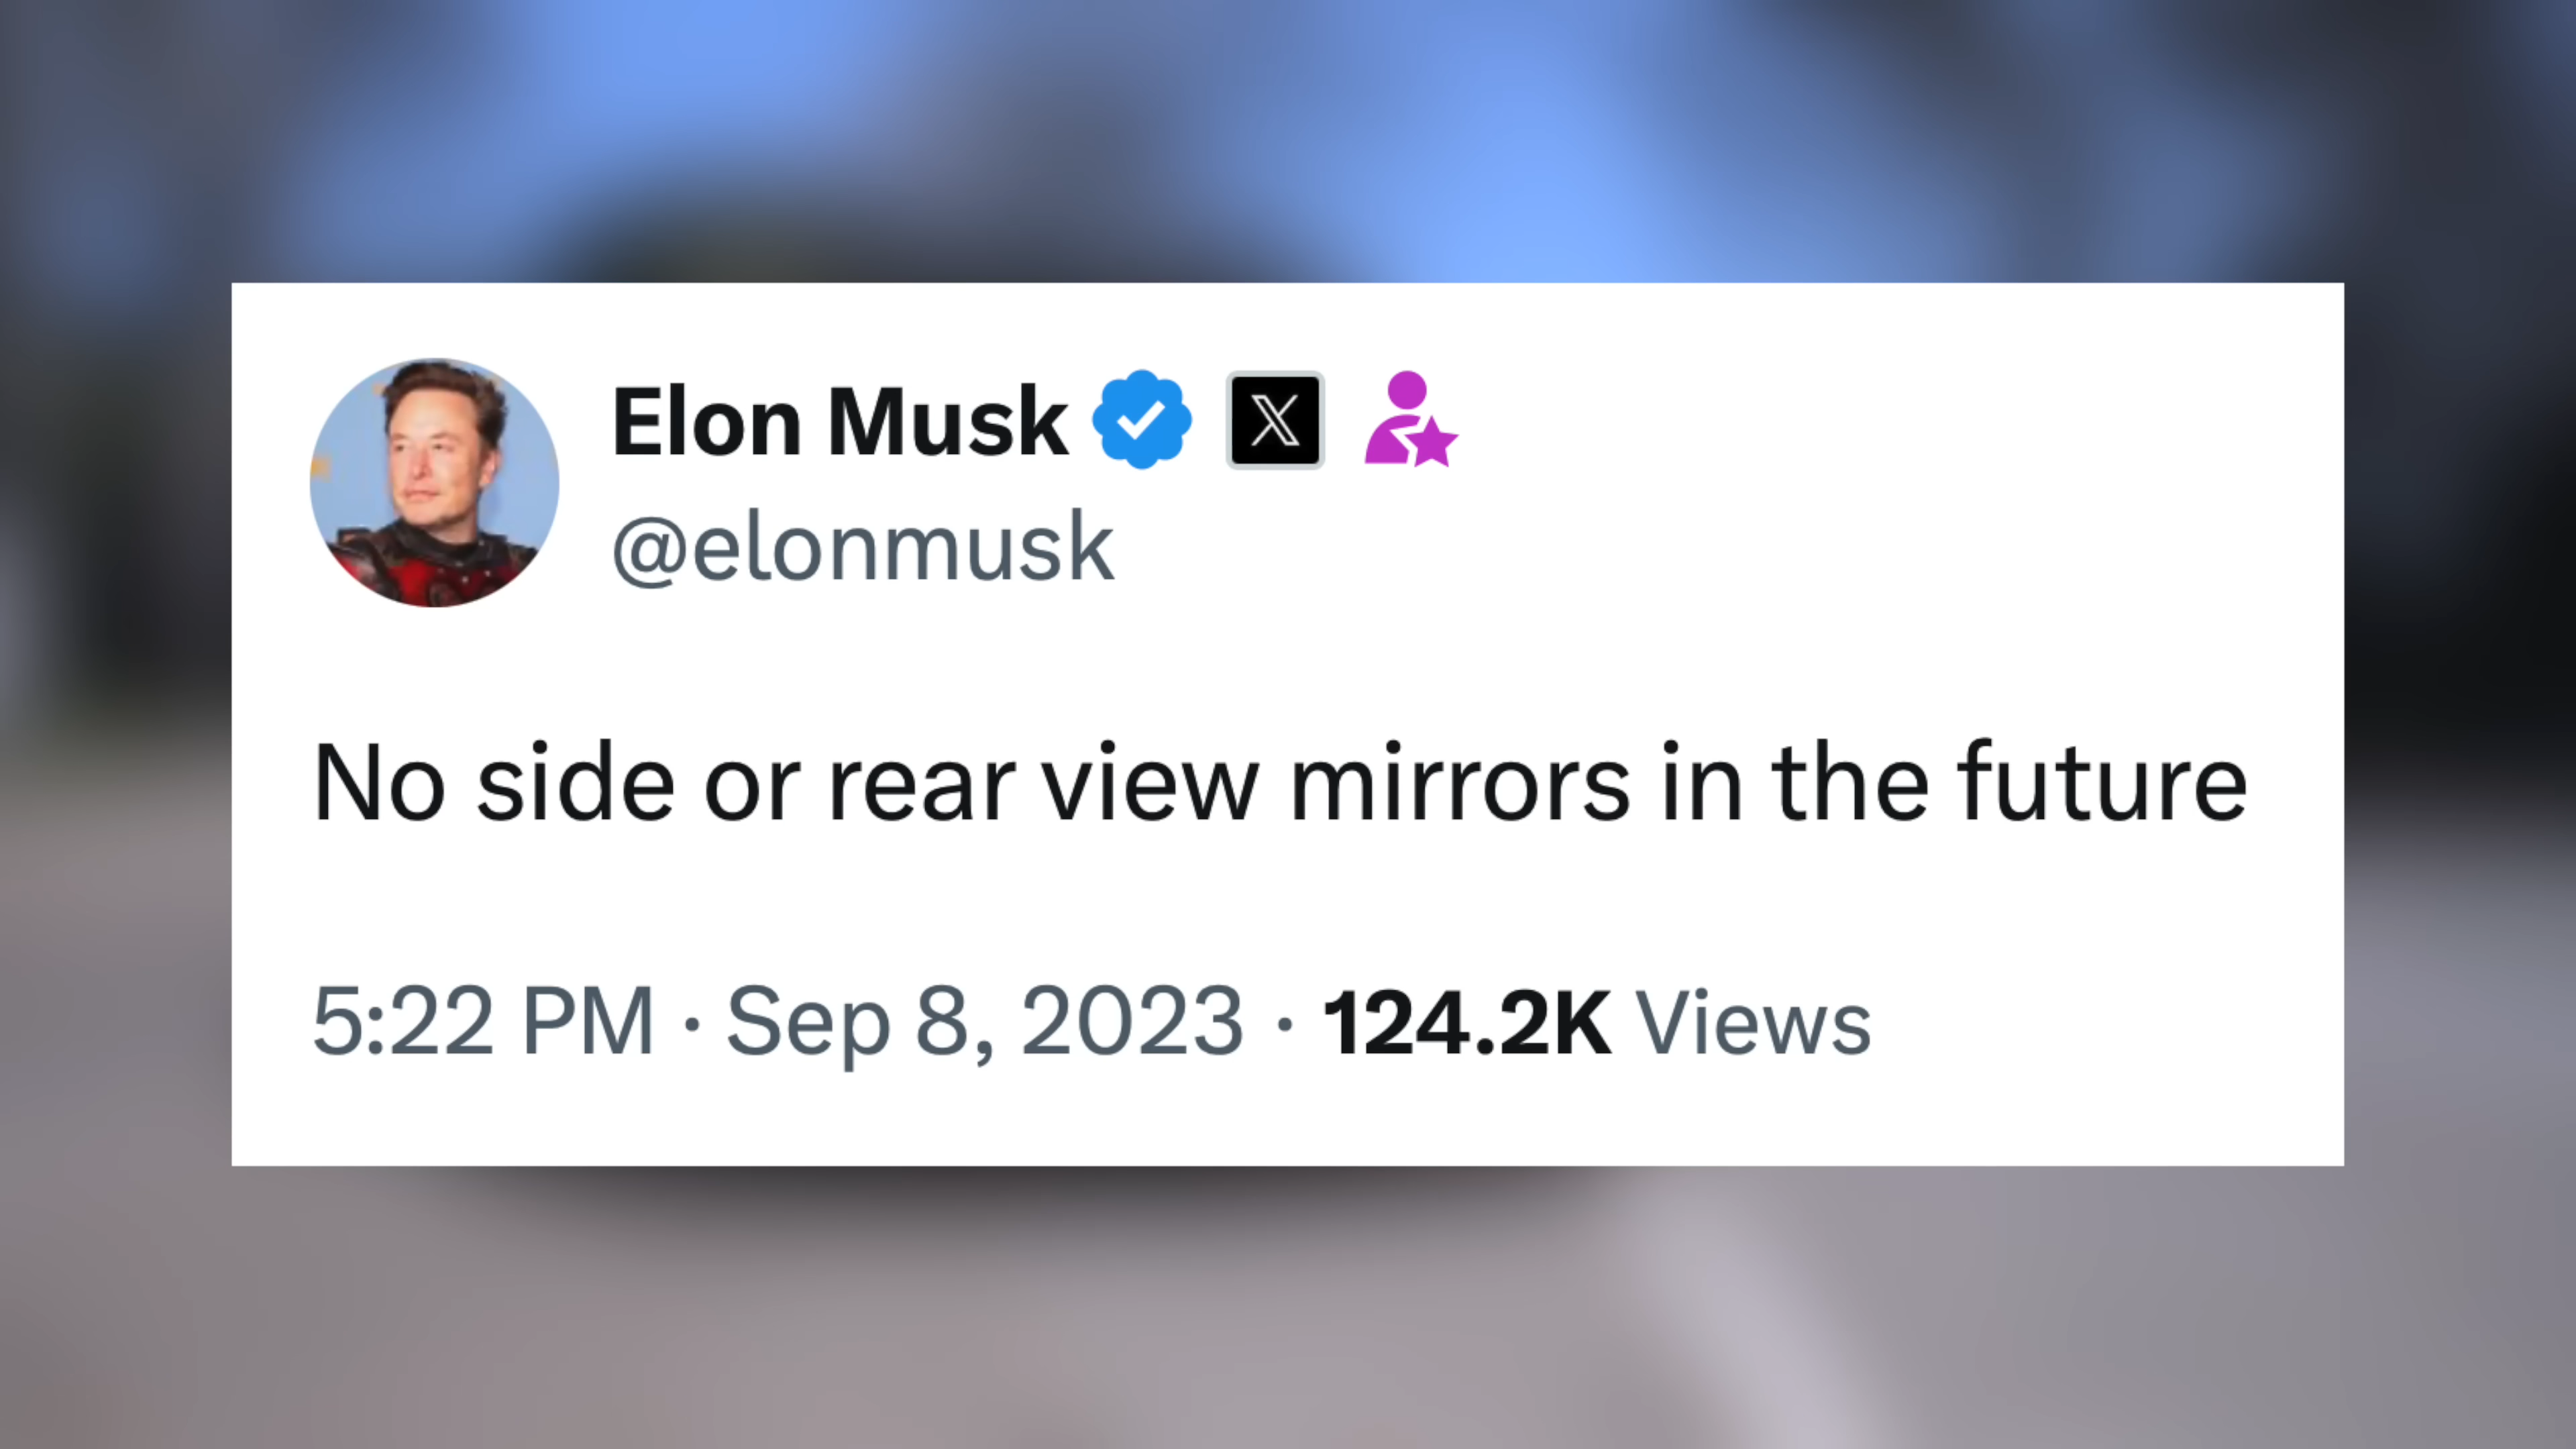 Elon Musk 𝕏
@elonmusk
No side or rear view mirrors in the future
5:22 PM · Sep 8, 2023 · 124.2K Views